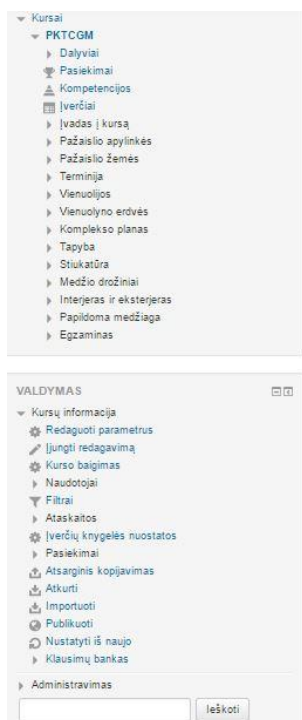 Kursai
PKTCGM
Dalyviai
Pasiekimai
Kompetencijos
Įverčiai
Įvadas į kursą
Pažaislio apylinkės
Pažaislio žemės
Terminija
Vienuolijos
Vienuolyno erdvės
Komplekso planas
Tapyba
Stiukatūra
Medžio drožiniai
Interjeras ir eksterjeras
Papildoma medžiaga
Egzaminas
VALDYMAS
Kursų informacija
Redaguoti parametrus
Įjungti redagavimą
Kurso baigimas
Naudotojai
Filtrai
Ataskaitos
Įverčių knygelės nuostatos
Pasiekimai
Atsarginis kopijavimas
Atkurti
Importuoti
Publikuoti
Nustatyti iš naujo
Klausimų bankas
Administravimas
Ieškoti